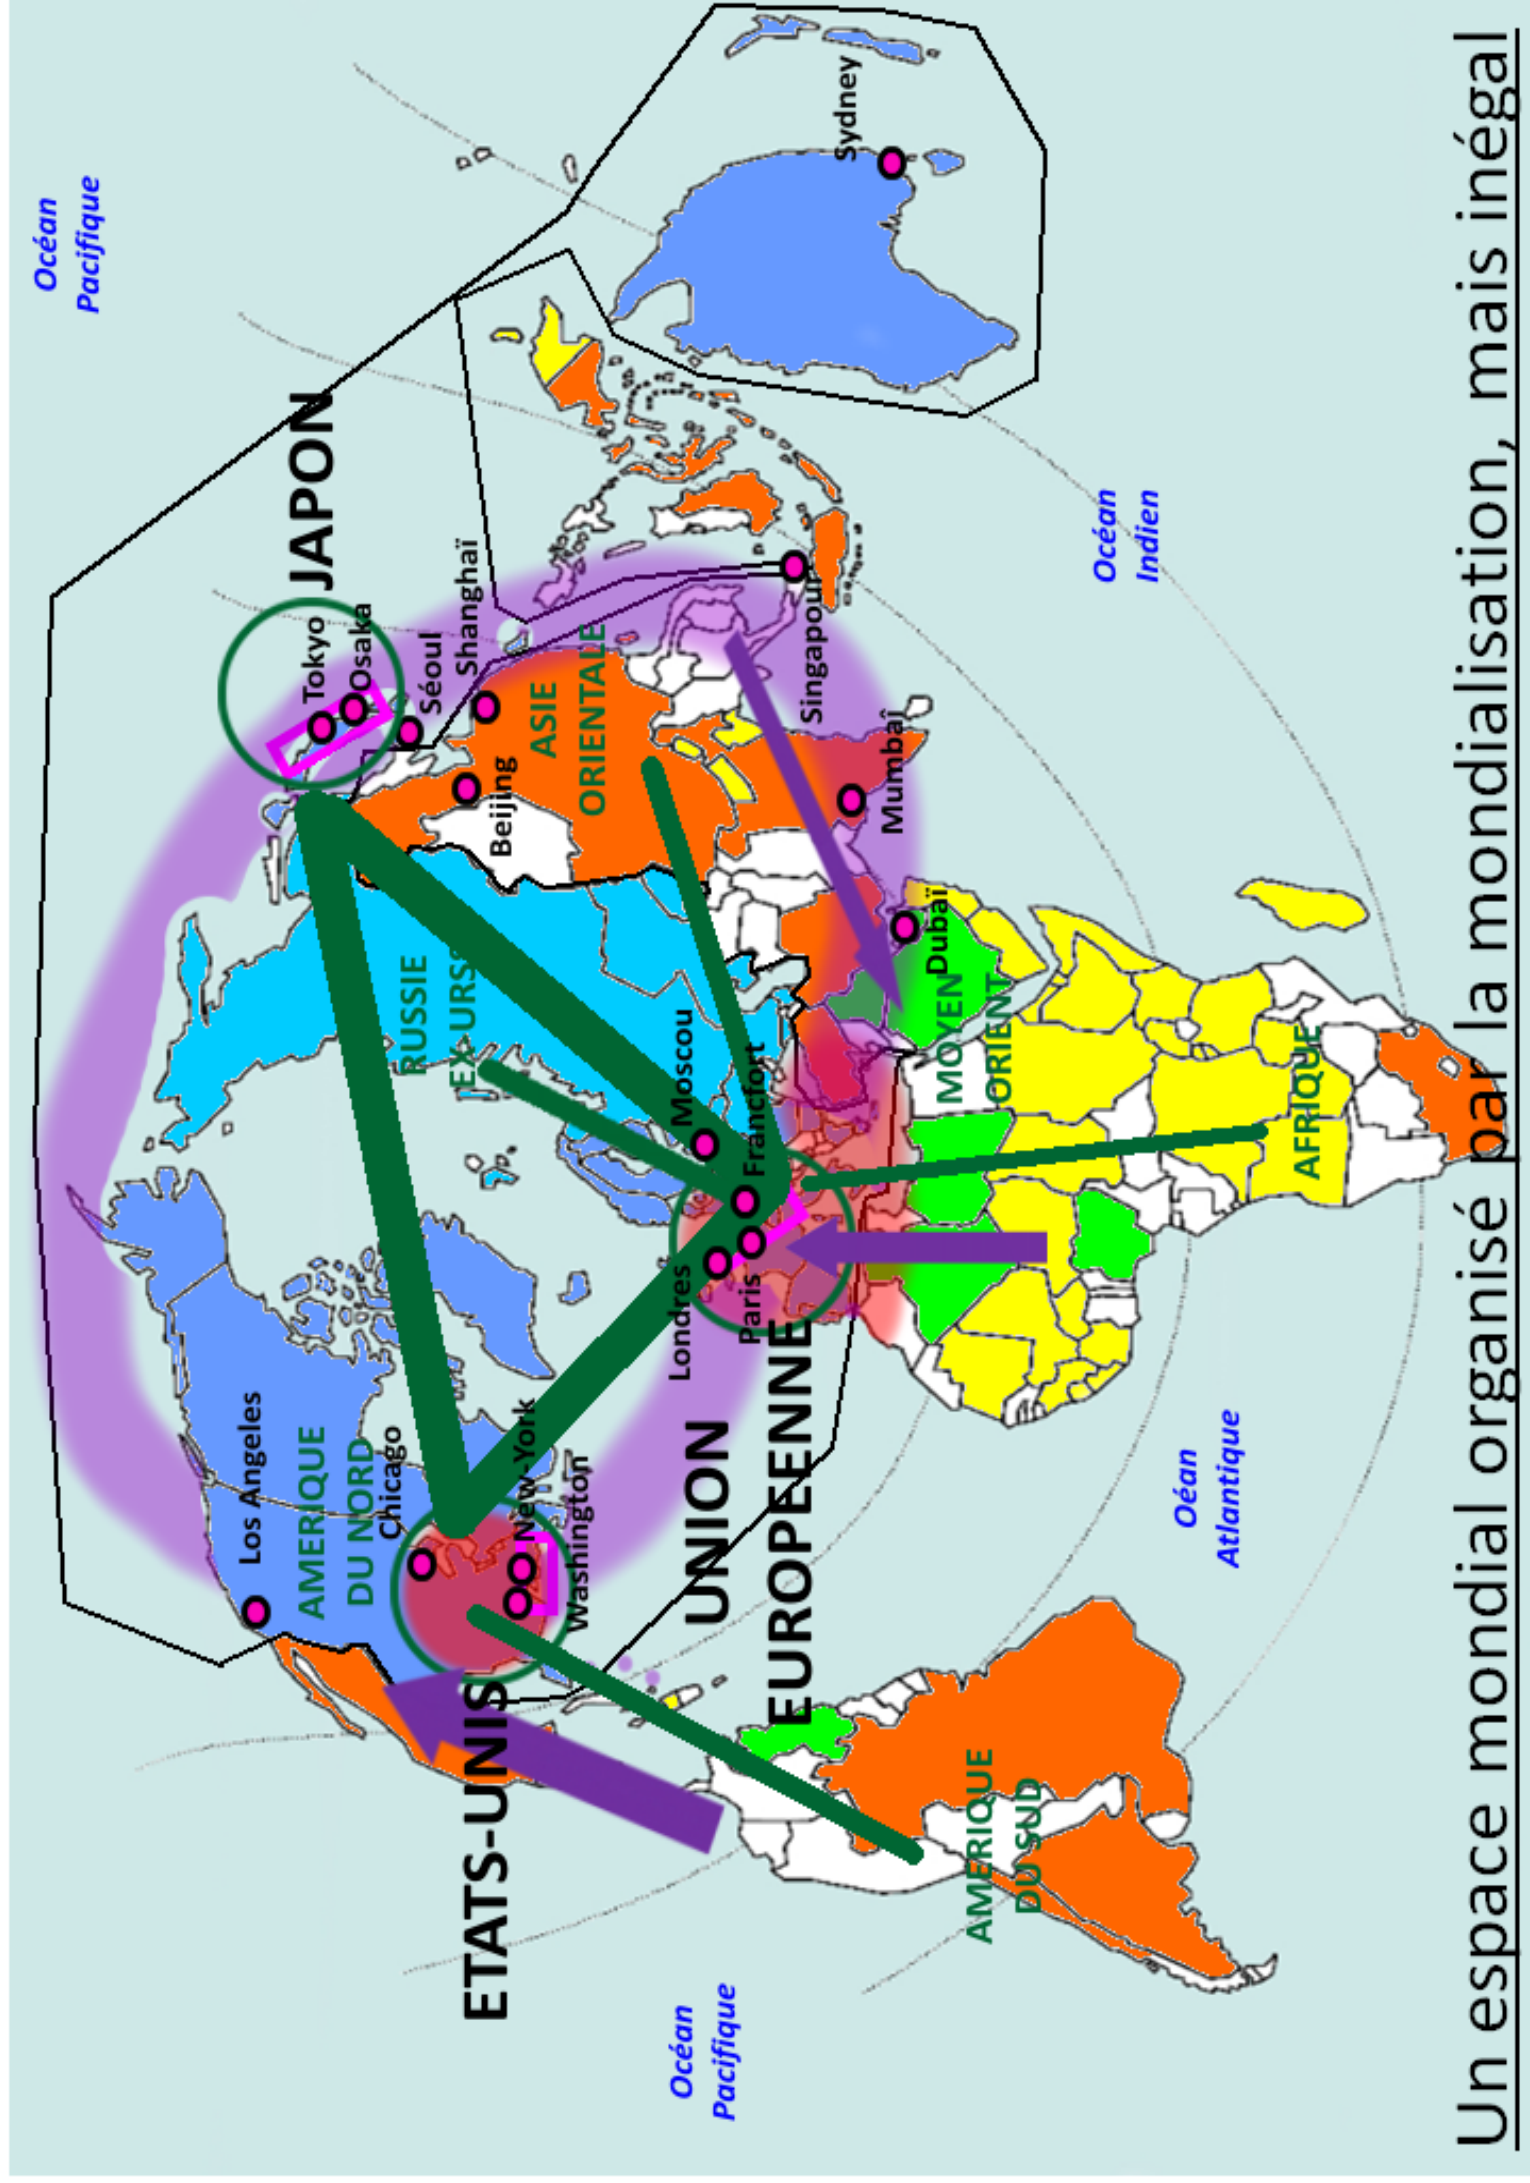 Océan
Pacifique
JAPON
Tokyo
Osaka
Séoul
Shanghaï
Beijing
ASIE
ORIENTALE
Singapour
Mumbaî
Dubaï
Sydney
Océan
Indien
RUSSIE
EX-URSS
Moscou
Francfort
Londres
Paris
MOYEN
ORIENT
AFRIQUE
UNION
EUROPEENNE
Los Angeles
AMERIQUE
DU NORD
Chicago
New-York
Washington
ETATS-UNIS
Océan
Pacifique
AMERIQUE
DU SUD
Oéan
Atlantique
Un espace mondial organisé par la mondialisation, mais inégal